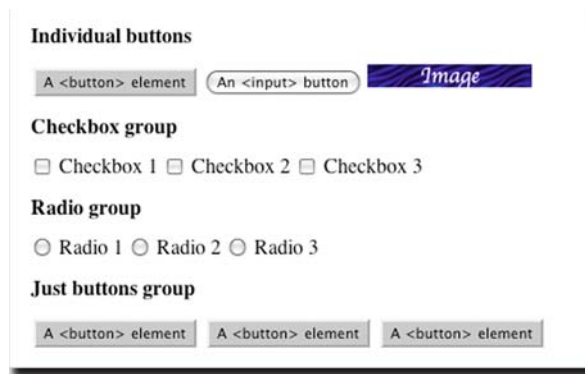 Individual buttons
A <button> element An <input> button Image
Checkbox group
Checkbox 1 Checkbox 2 Checkbox 3
Radio group
Radio 1 Radio 2 Radio 3
Just buttons group
A <button> element A <button> element A <button> element